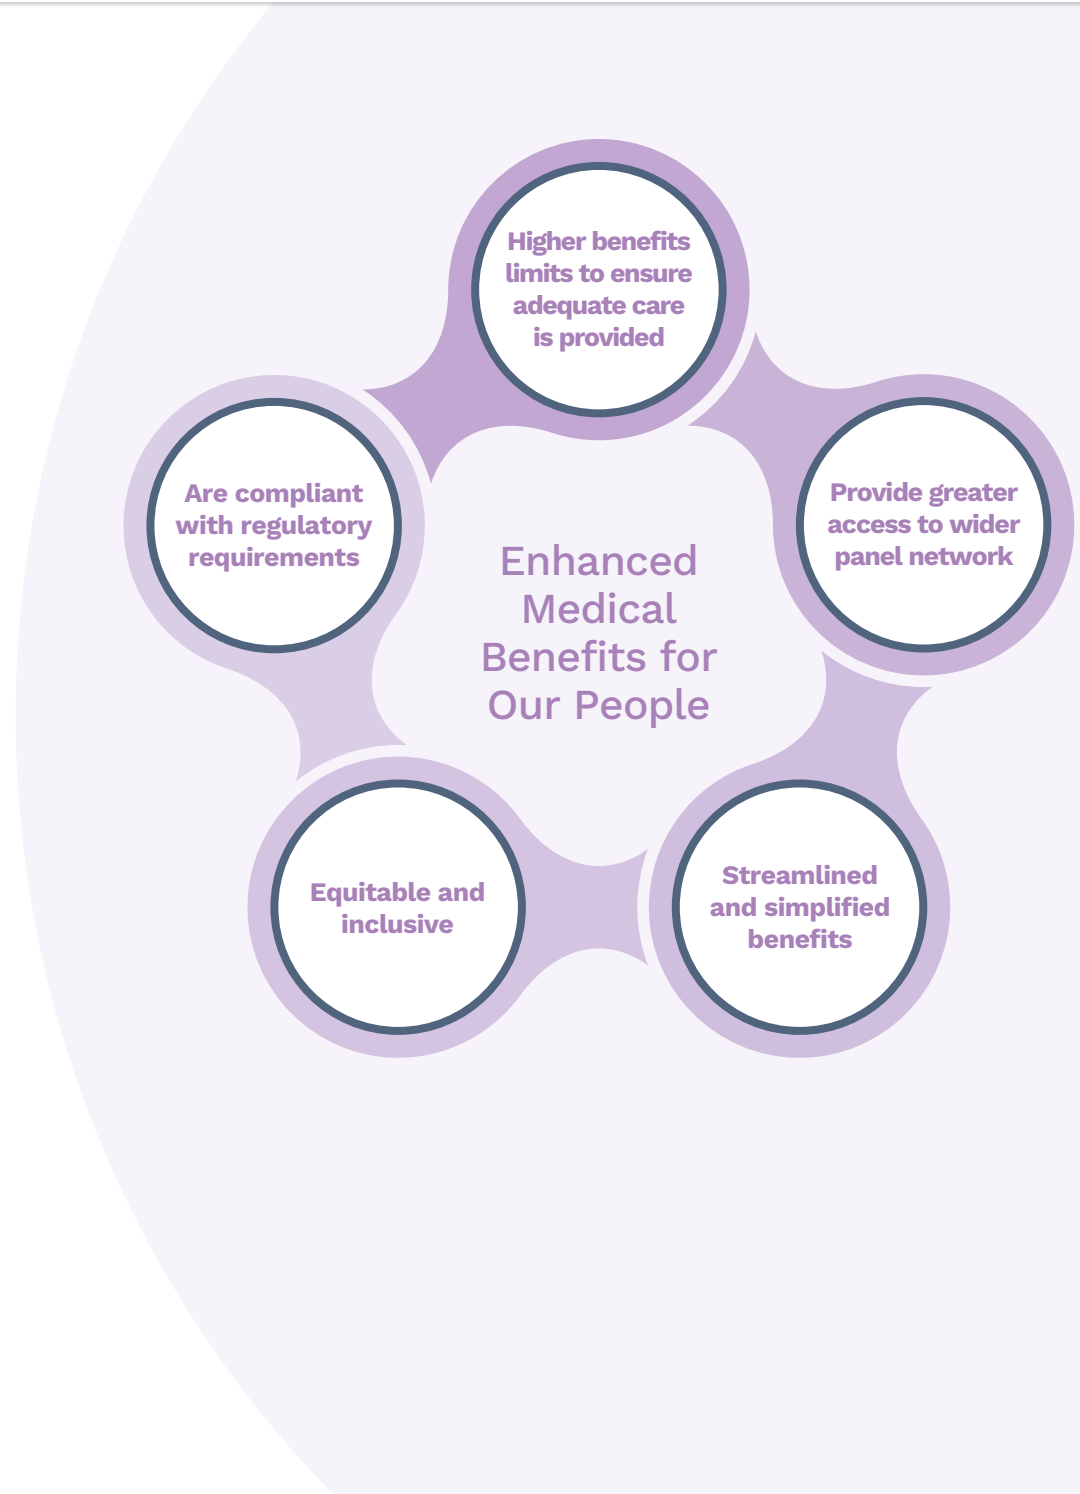 Higher benefits
limits to ensure
adequate care
is provided
Are compliant
with regulatory
requirements
Provide greater
access to wider
panel network
Enhanced
Medical
Benefits for
Our People
Equitable and
inclusive
Streamlined
and simplified
benefits